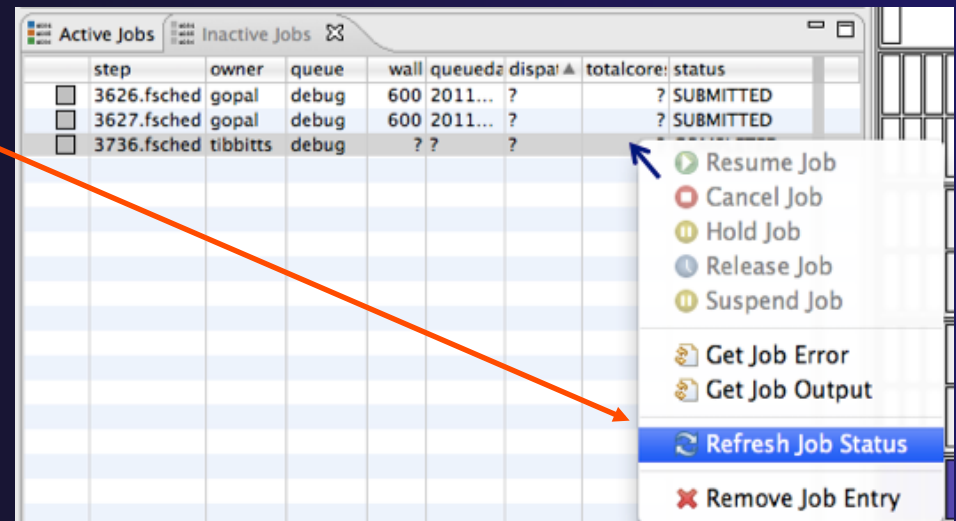 Active Jobs Inactive Jobs
step owner queue wall queueda dispat totalcore: status
3626.fsched gopal debug 600 2011... ? ? SUBMITTED
3627.fsched gopal debug 600 2011... ? ? SUBMITTED
3736.fsched tibbitts debug ? ? ? ?
Resume Job
Cancel Job
Hold Job
Release Job
Suspend Job
Get Job Error
Get Job Output
Refresh Job Status
Remove Job Entry